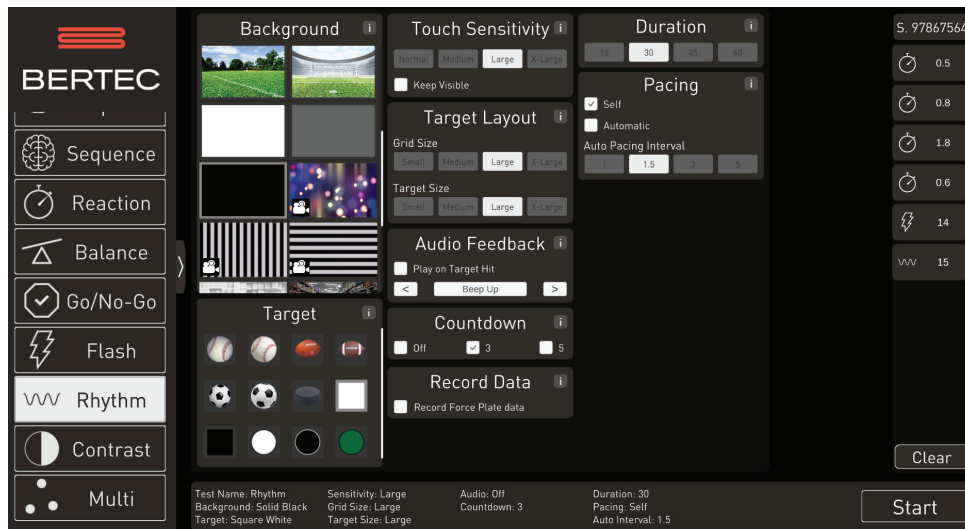 BERTEC
Sequence
Reaction
Balance
Go/No-Go
Flash
Rhythm
Contrast
Multi
Background i
Target i
Touch Sensitivity i
Normal Medium Large X-Large
Keep Visible
Target Layout i
Grid Size
Small Medium Large X-Large
Target Size
Small Medium Large X-Large
Audio Feedback i
Play on Target Hit
< Beep Up >
Countdown i
Off 3 5
Record Data i
Record Force Plate data
Duration i
15 30 45 60
Pacing i
Self
Automatic
Auto Pacing Interval
1 1.5 3 5
S. 97867564
0.5
0.8
1.8
0.6
14
15
Clear
Test Name: Rhythm
Background: Solid Black
Target: Square White
Sensitivity: Large
Grid Size: Large
Target Size: Large
Audio: Off
Countdown: 3
Duration: 30
Pacing: Self
Auto Interval: 1.5
Start